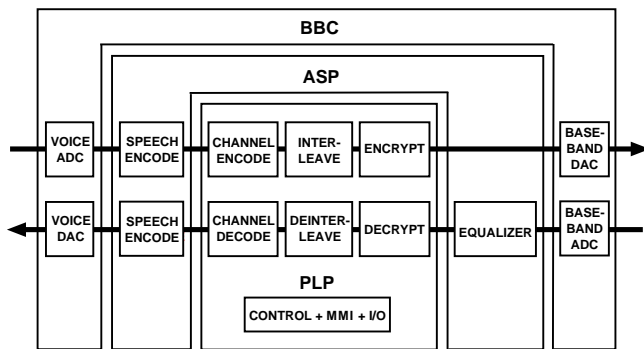 BBC
ASP
VOICE
ADC
SPEECH
ENCODE
CHANNEL
ENCODE
INTER-
LEAVE
ENCRYPT
BASE-
BAND
DAC
VOICE
DAC
SPEECH
ENCODE
CHANNEL
DECODE
DEINTER-
LEAVE
DECRYPT
EQUALIZER
BASE-
BAND
ADC
PLP
CONTROL + MMI + I/O